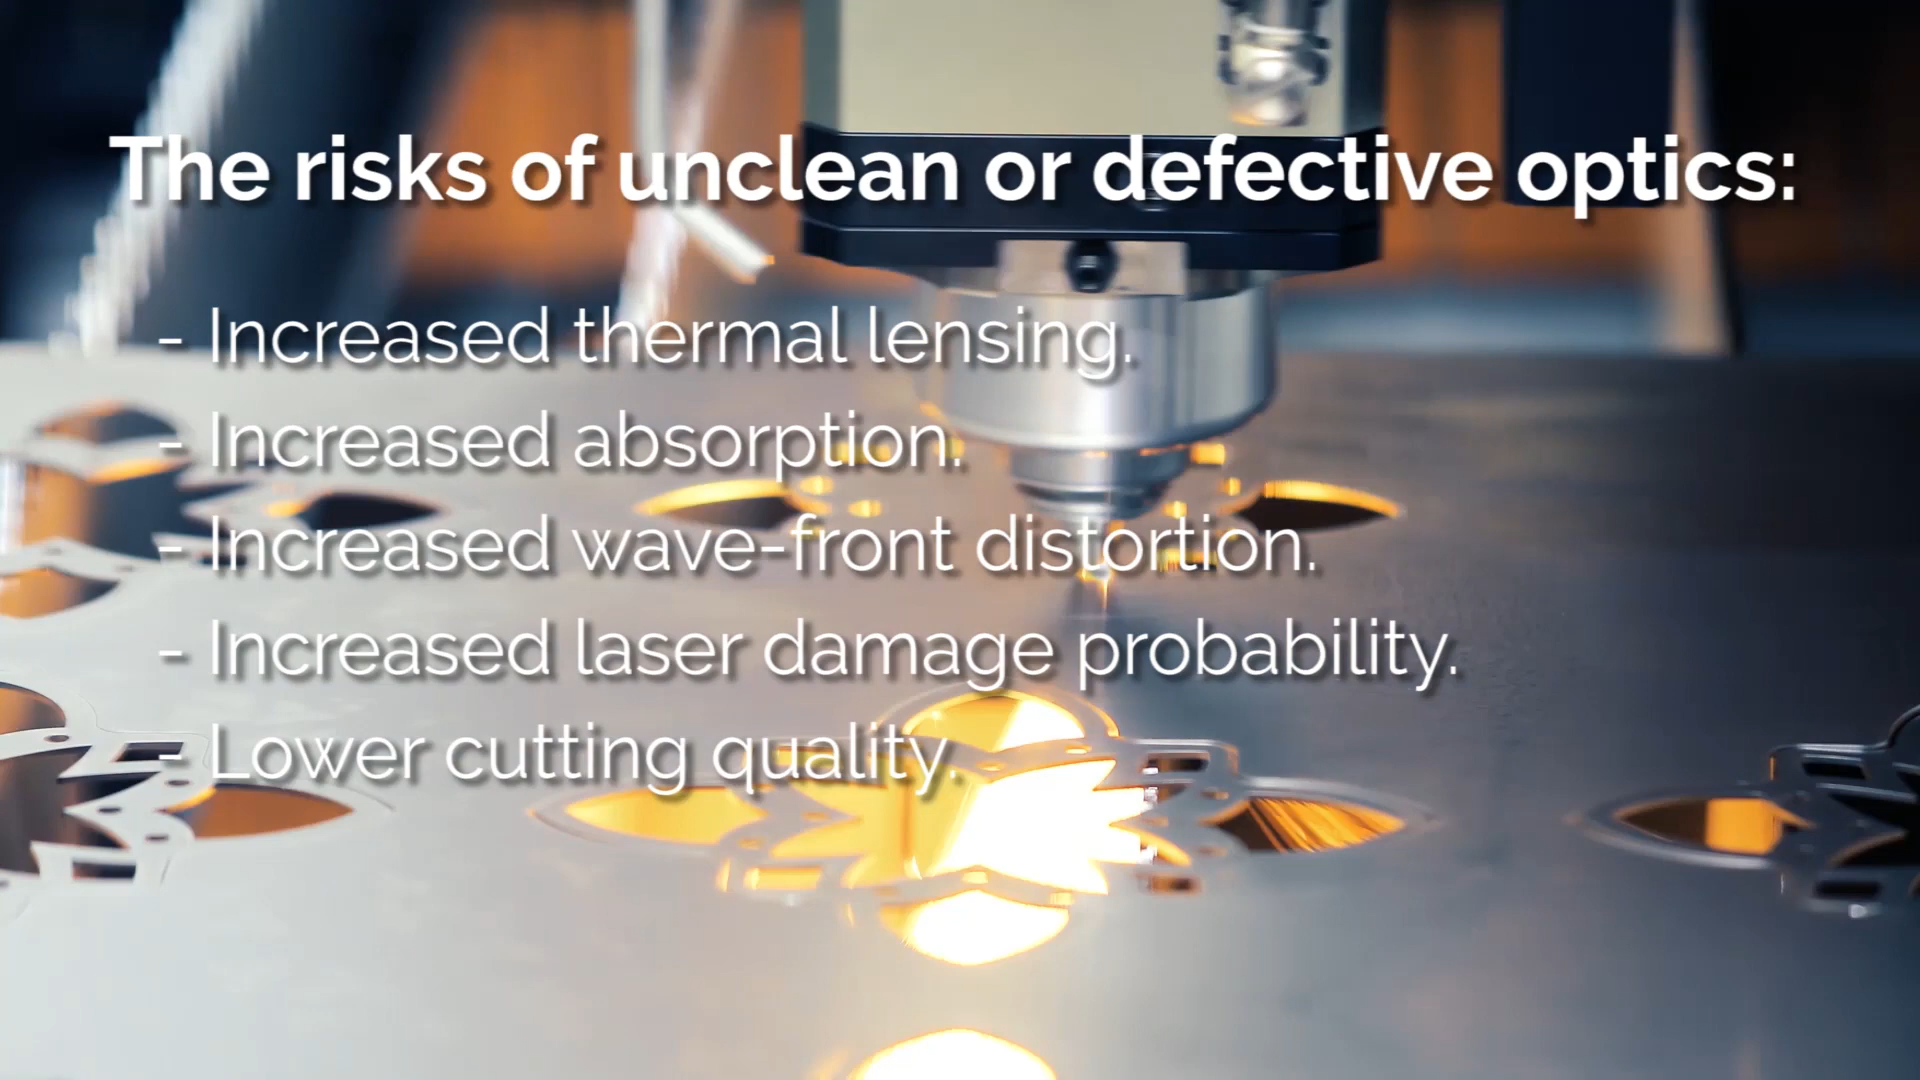 The risks of unclean or defective optics:
- Increased thermal lensing.
- Increased absorption.
- Increased wave-front distortion.
- Increased laser damage probability.
- Lower cutting quality.